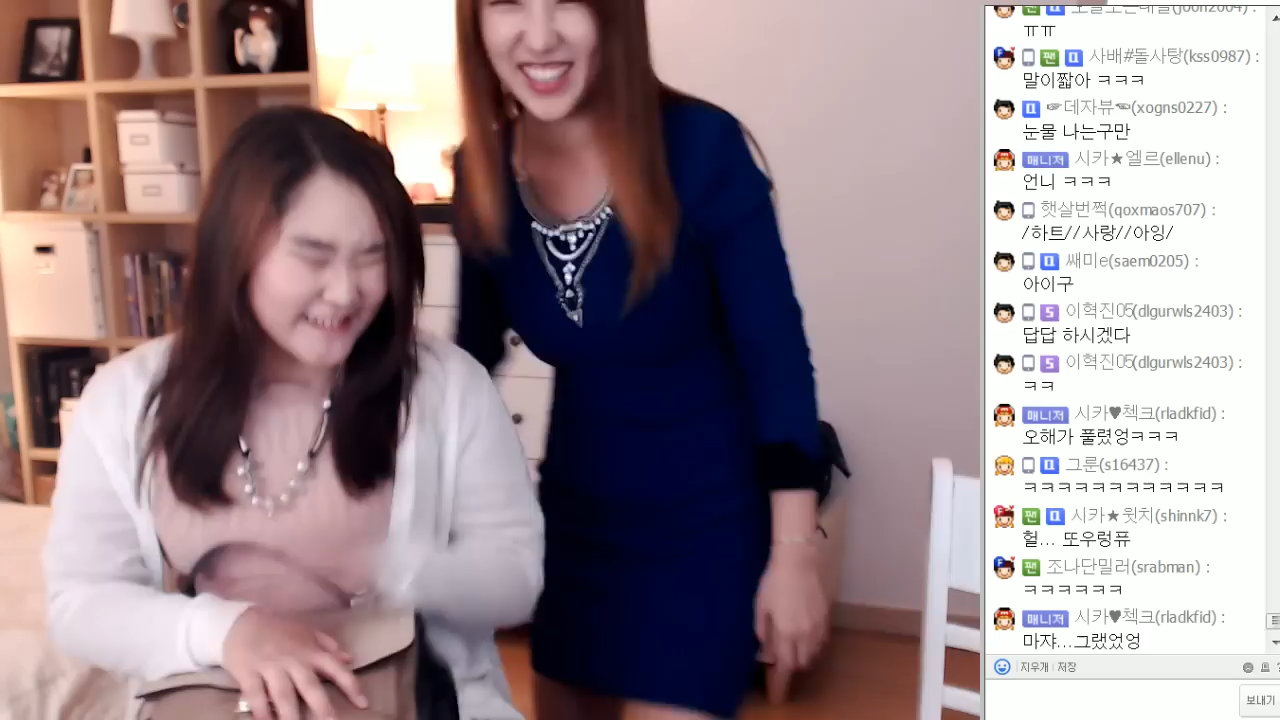 ㅠㅠ
팬 사배#돌사탕(kss0987) :
말이짧아 ㅋㅋㅋ
☞데자뷰☜(xogns0227) :
눈물 나는구만
매니저 시카★엘르(ellenu) :
언니 ㅋㅋㅋ
햇살번쩍(qoxmaos707) :
/하트//사랑//아잉/
쌔미e(saem0205) :
아이구
S 이혁진05(dlgurwls2403) :
답답 하시겠다
S 이혁진05(dlgurwls2403) :
ㅋㅋ
매니저 시카♥첵크(rladkfid) :
오해가 풀렸엉ㅋㅋㅋ
그룬(s16437) :
ㅋㅋㅋㅋㅋㅋㅋㅋㅋㅋㅋㅋ
팬 시카★윗치(shinnk7) :
헐... 또우렁퓨
팬 조나단밀러(srabman) :
ㅋㅋㅋㅋㅋㅋ
매니저 시카♥첵크(rladkfid) :
마쟈...그랬었엉
지우개 저장
보내기